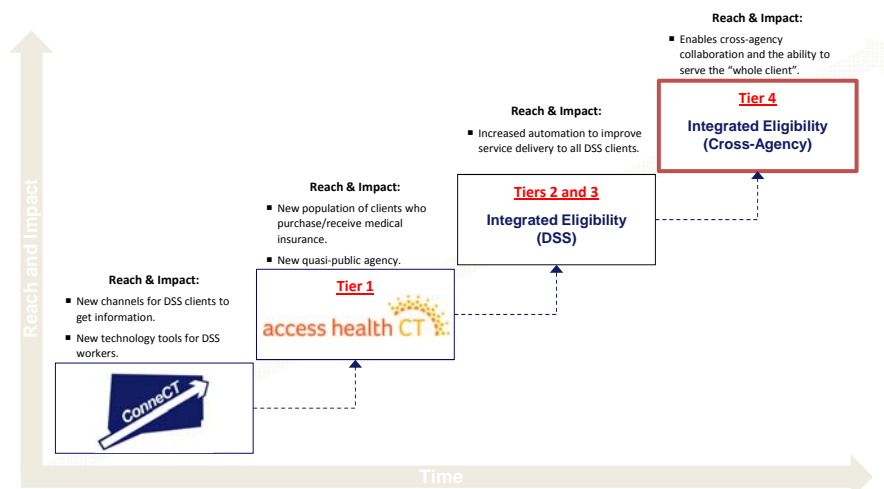 Reach & Impact:
▪ Enables cross-agency
collaboration and the ability to
serve the “whole client”.
Tier 4
Integrated Eligibility
(Cross-Agency)
Reach & Impact:
▪ Increased automation to improve
service delivery to all DSS clients.
Tiers 2 and 3
Integrated Eligibility
(DSS)
Reach & Impact:
▪ New population of clients who
purchase/receive medical
insurance.
▪ New quasi-public agency.
Tier 1
access health CT
Reach & Impact:
▪ New channels for DSS clients to
get information.
▪ New technology tools for DSS
workers.
ConneCT
Reach and Impact
Time